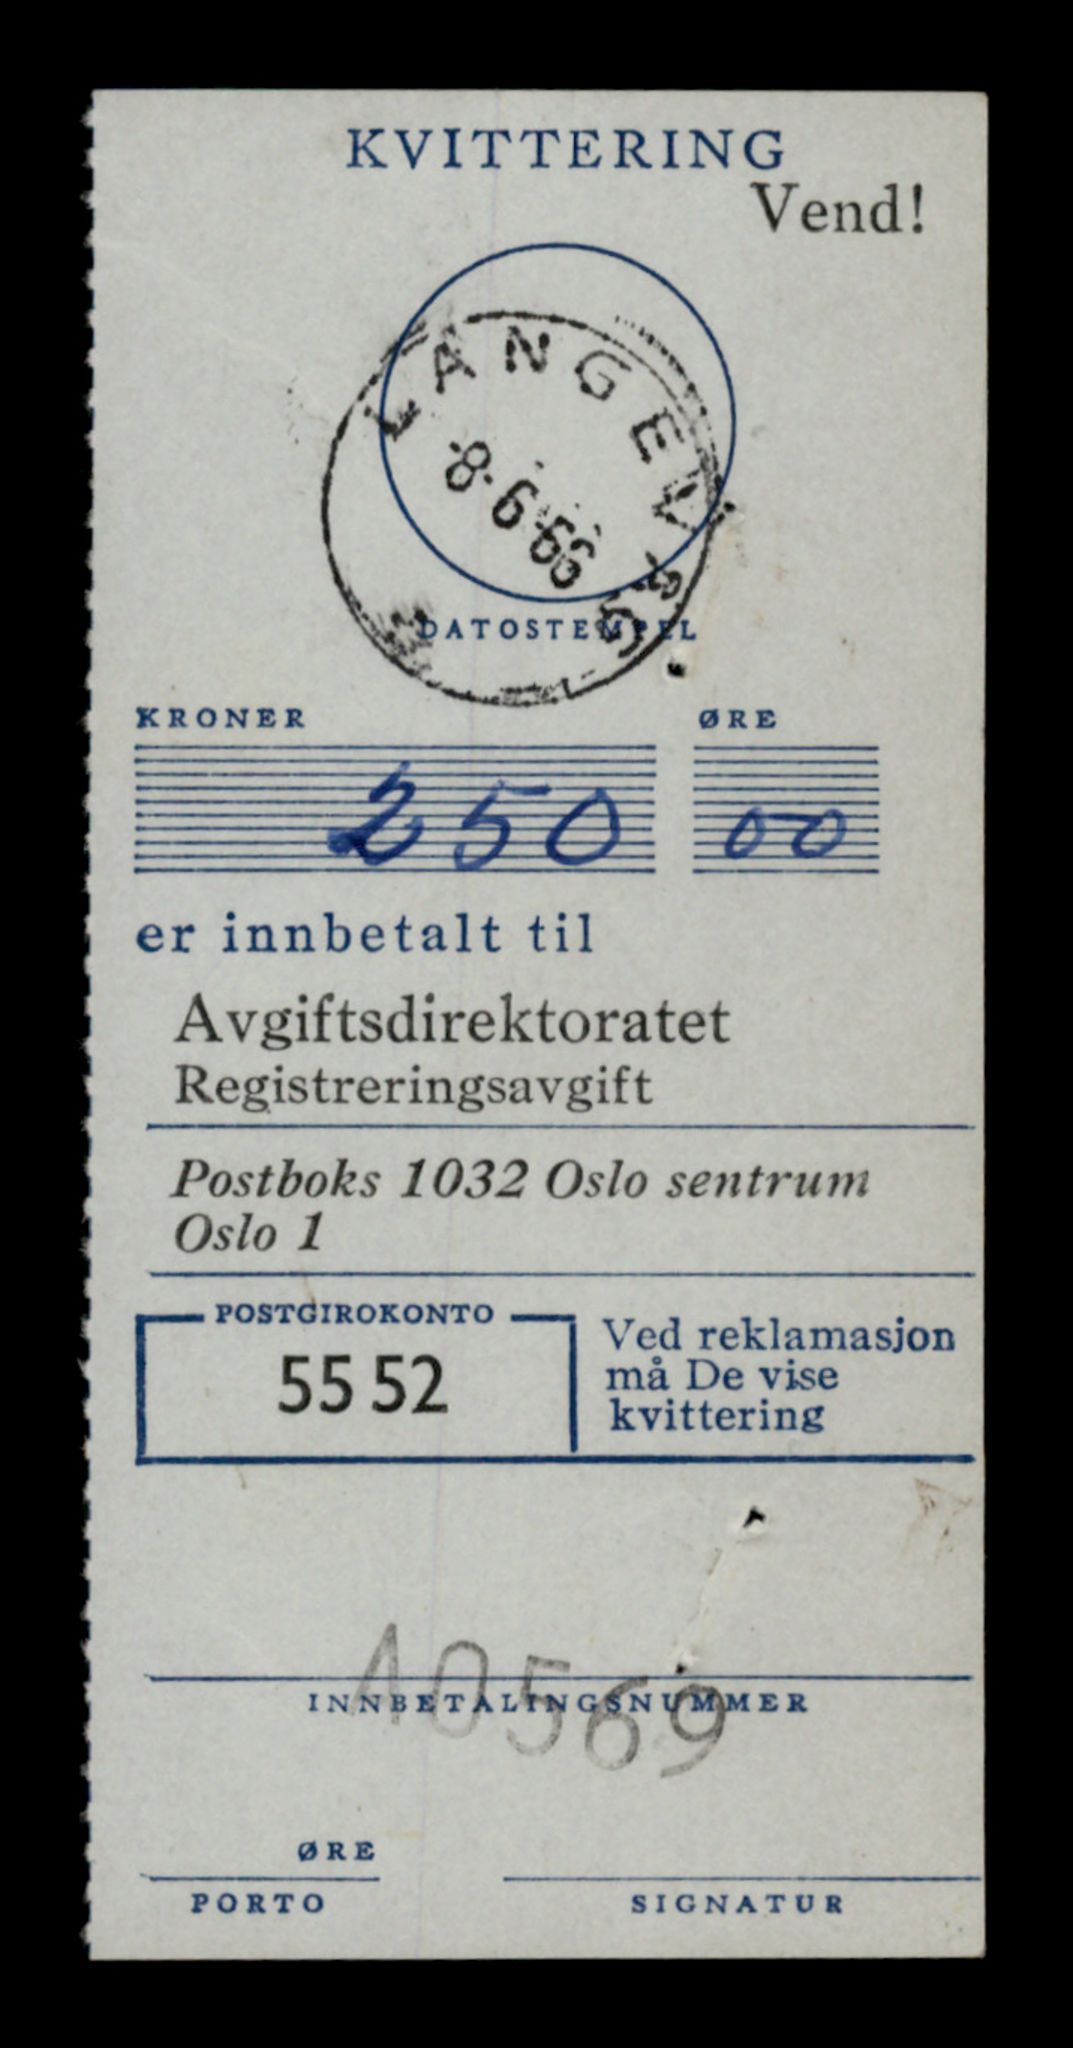 KVITTERING
Vend!
LANGEVÅG
-8.-6.66
DATOSTEMPEL
KRONER ØRE
250 00
er innbetalt til
Avgiftsdirektoratet
Registreringsavgift
Postboks 1032 Oslo sentrum
Oslo 1
POSTGIROKONTO
55 52
Ved reklamasjon
må De vise
kvittering
10569
INNBETALINGSNUMMER
ØRE
PORTO SIGNATUR